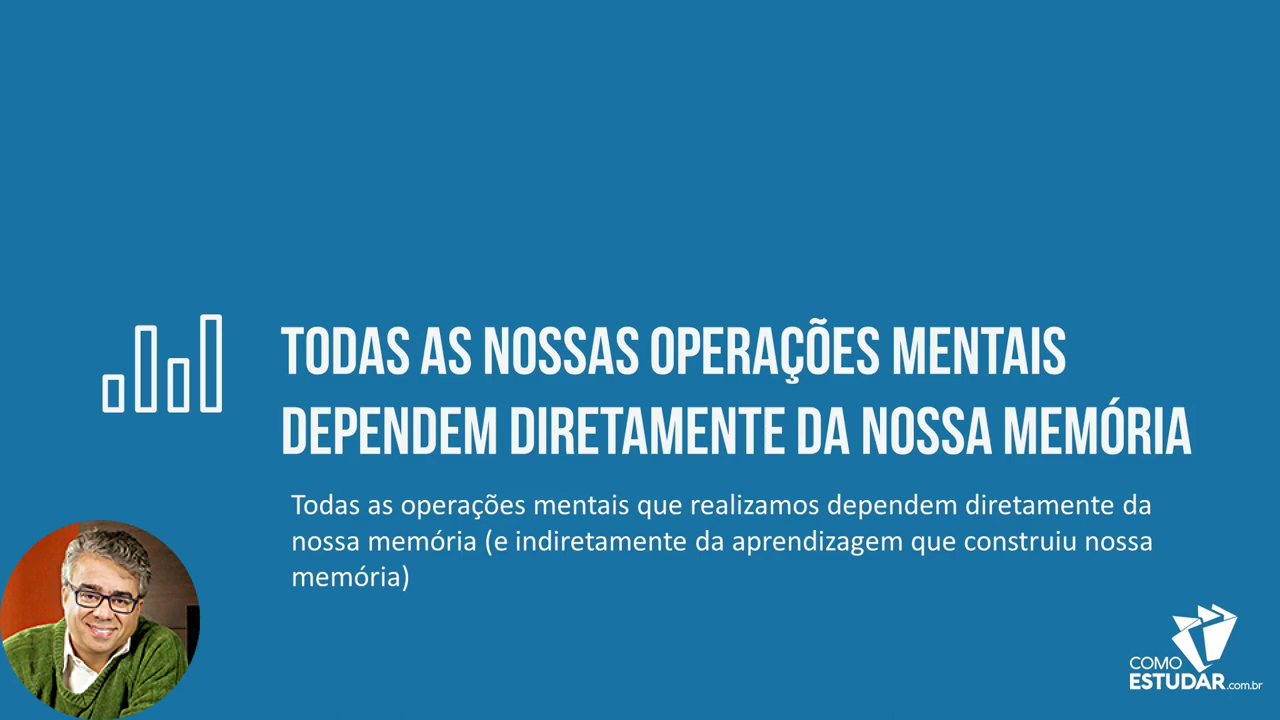 TODAS AS NOSSAS OPERAÇÕES MENTAIS
DEPENDEM DIRETAMENTE DA NOSSA MEMÓRIA
Todas as operações mentais que realizamos dependem diretamente da
nossa memória (e indiretamente da aprendizagem que construiu nossa
memória)
COMO
ESTUDAR.com.br